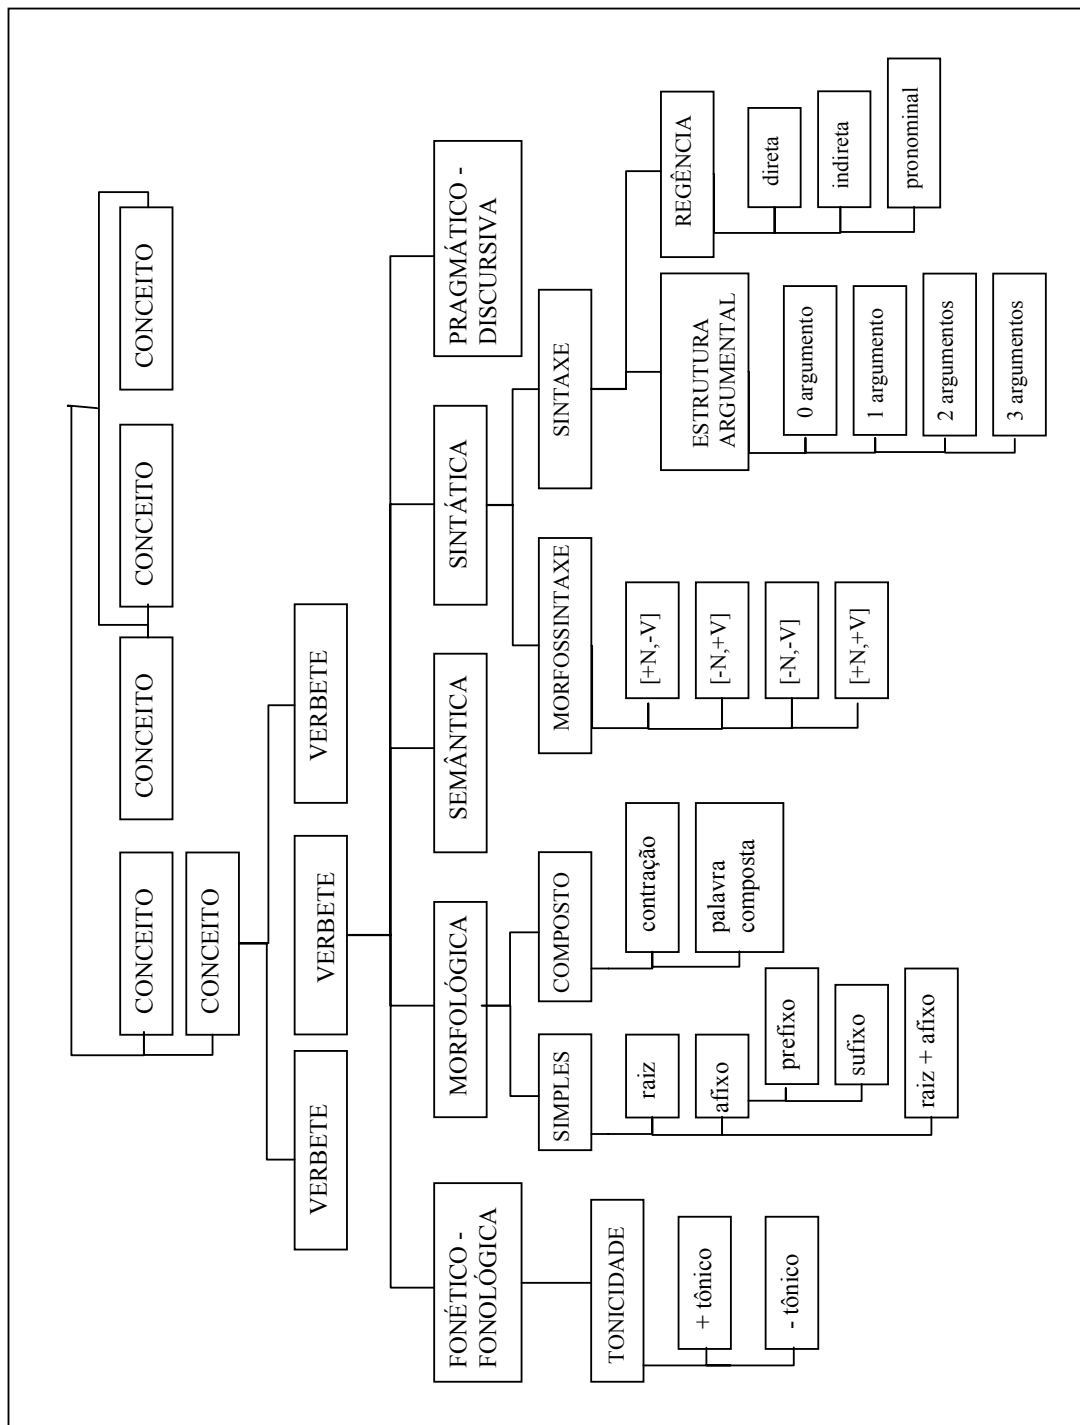 CONCEITO
CONCEITO
CONCEITO
CONCEITO
CONCEITO
VERBETE
VERBETE
VERBETE
FONÉTICO -
FONOLÓGICA
MORFOLÓGICA
SEMÂNTICA
SINTÁTICA
PRAGMÁTICO -
DISCURSIVA
TONICIDADE
+ tônico
- tônico
SIMPLES
raiz
afixo
prefixo
sufixo
raiz + afixo
COMPOSTO
contração
palavra
composta
MORFOSSINTAXE
[+N,-V]
[-N,+V]
[-N,-V]
[+N,+V]
SINTAXE
ESTRUTURA
ARGUMENTAL
0 argumento
1 argumento
2 argumentos
3 argumentos
REGÊNCIA
direta
indireta
pronominal